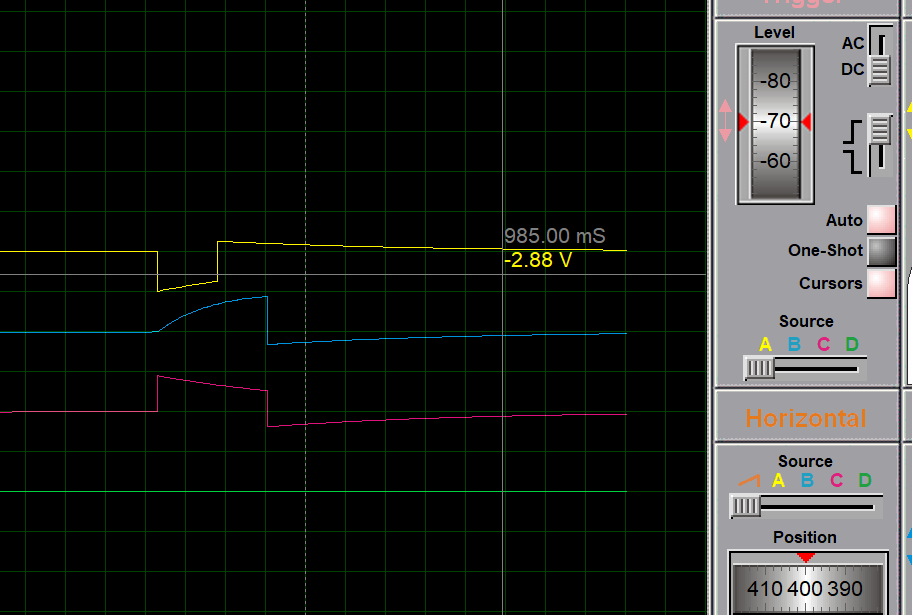 Trigger
Level
AC
DC
-80
-70
-60
Auto
985.00 mS
One-Shot
-2.88 V
Cursors
Source
A B C D
Horizontal
Source
A B C D
Position
410 400 390